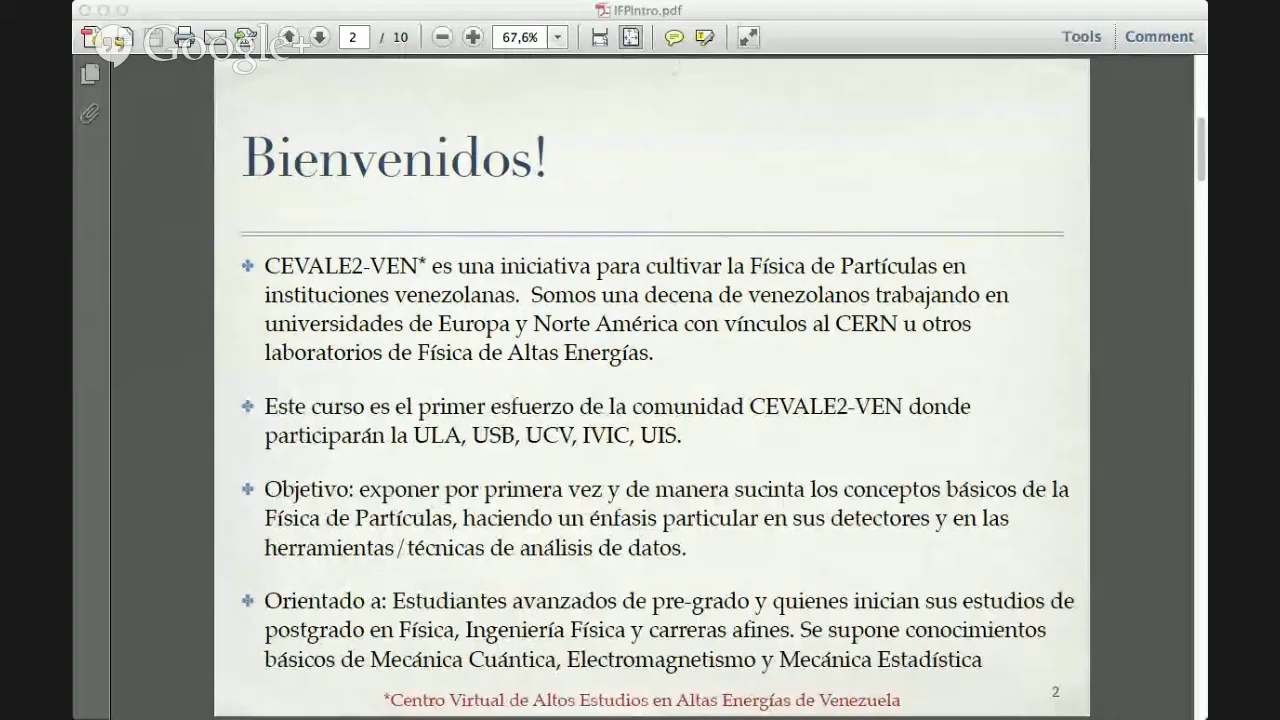 IFPIntro.pdf
Google+
2 / 10
67,6%
Tools
Comment
Bienvenidos!
CEVALE2-VEN* es una iniciativa para cultivar la Física de Partículas en
instituciones venezolanas. Somos una decena de venezolanos trabajando en
universidades de Europa y Norte América con vínculos al CERN u otros
laboratorios de Física de Altas Energías.
Este curso es el primer esfuerzo de la comunidad CEVALE2-VEN donde
participarán la ULA, USB, UCV, IVIC, UIS.
Objetivo: exponer por primera vez y de manera sucinta los conceptos básicos de la
Física de Partículas, haciendo un énfasis particular en sus detectores y en las
herramientas/técnicas de análisis de datos.
Orientado a: Estudiantes avanzados de pre-grado y quienes inician sus estudios de
postgrado en Física, Ingeniería Física y carreras afines. Se supone conocimientos
básicos de Mecánica Cuántica, Electromagnetismo y Mecánica Estadística
*Centro Virtual de Altos Estudios en Altas Energías de Venezuela
2